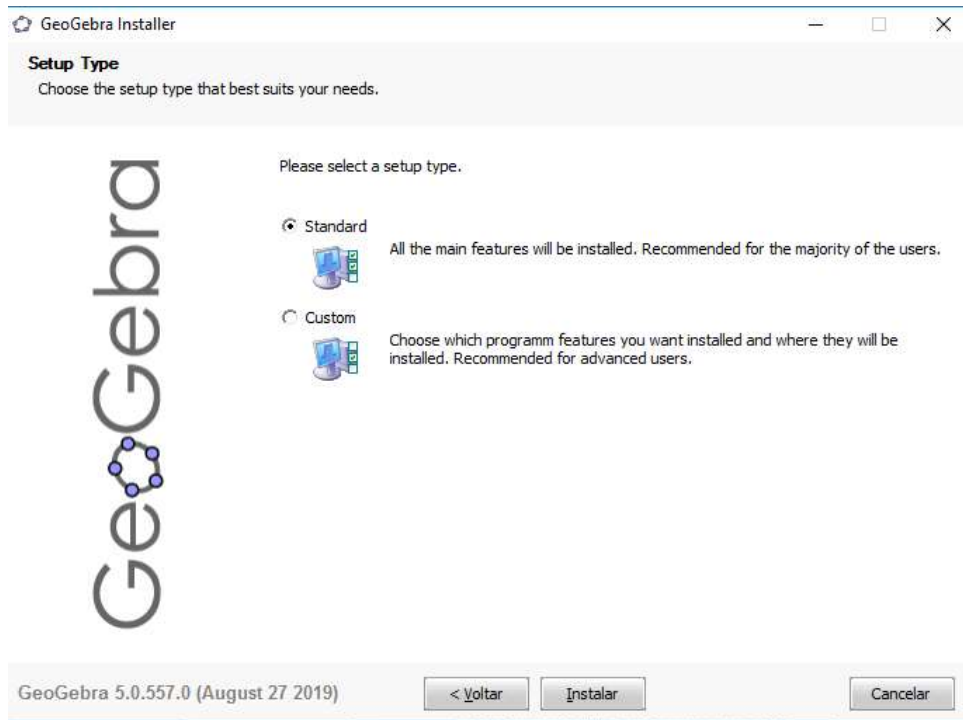 GeoGebra Installer
Setup Type
Choose the setup type that best suits your needs.
GeoGebra
Please select a setup type.
Standard
All the main features will be installed. Recommended for the majority of the users.
Custom
Choose which programm features you want installed and where they will be
installed. Recommended for advanced users.
GeoGebra 5.0.557.0 (August 27 2019)
< Voltar
Instalar
Cancelar